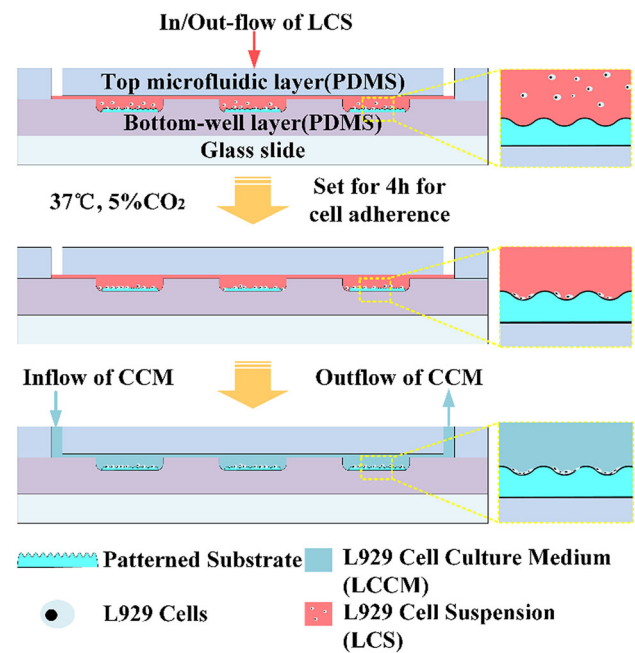 In/Out-flow of LCS
Top microfluidic layer(PDMS)
Bottom-well layer(PDMS)
Glass slide
37℃, 5%CO₂
Set for 4h for
cell adherence
Inflow of CCM
Outflow of CCM
Patterned Substrate
L929 Cell Culture Medium
(LCCM)
L929 Cells
L929 Cell Suspension
(LCS)